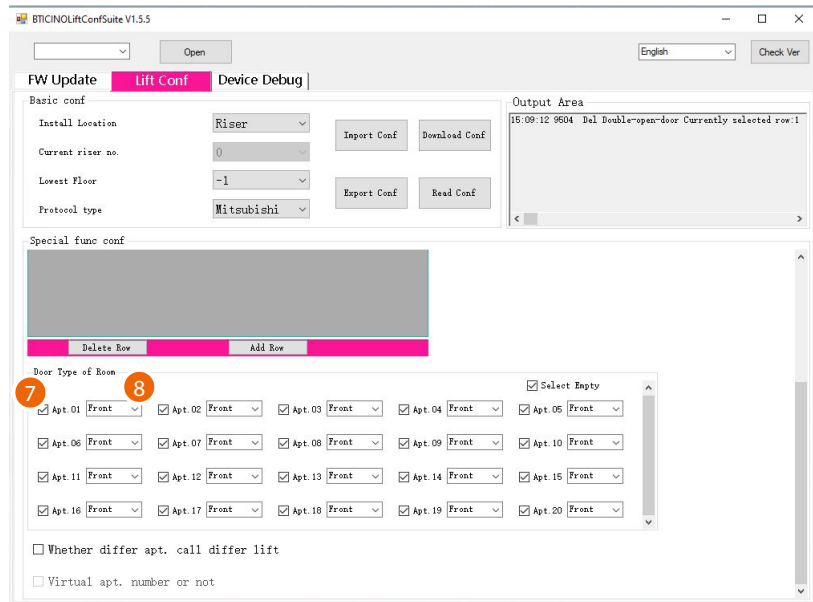 BTICINOLiftConfSuite V1.5.5
Open
English
Check Ver
FW Update
Lift Conf
Device Debug
Basic conf
Install Location
Riser
Import Conf
Download Conf
Current riser no.
0
Lowest Floor
-1
Export Conf
Read Conf
Protocol type
Mitsubishi
Output Area
15:09:12 9504 Del Double-open-door Currently selected row:1
Special func conf
Delete Row
Add Row
Door Type of Room
Select Empty
7
8
Apt.01 Front Apt.02 Front Apt.03 Front Apt.04 Front Apt.05 Front
Apt.06 Front Apt.07 Front Apt.08 Front Apt.09 Front Apt.10 Front
Apt.11 Front Apt.12 Front Apt.13 Front Apt.14 Front Apt.15 Front
Apt.16 Front Apt.17 Front Apt.18 Front Apt.19 Front Apt.20 Front
Whether differ apt. call differ lift
Virtual apt. number or not